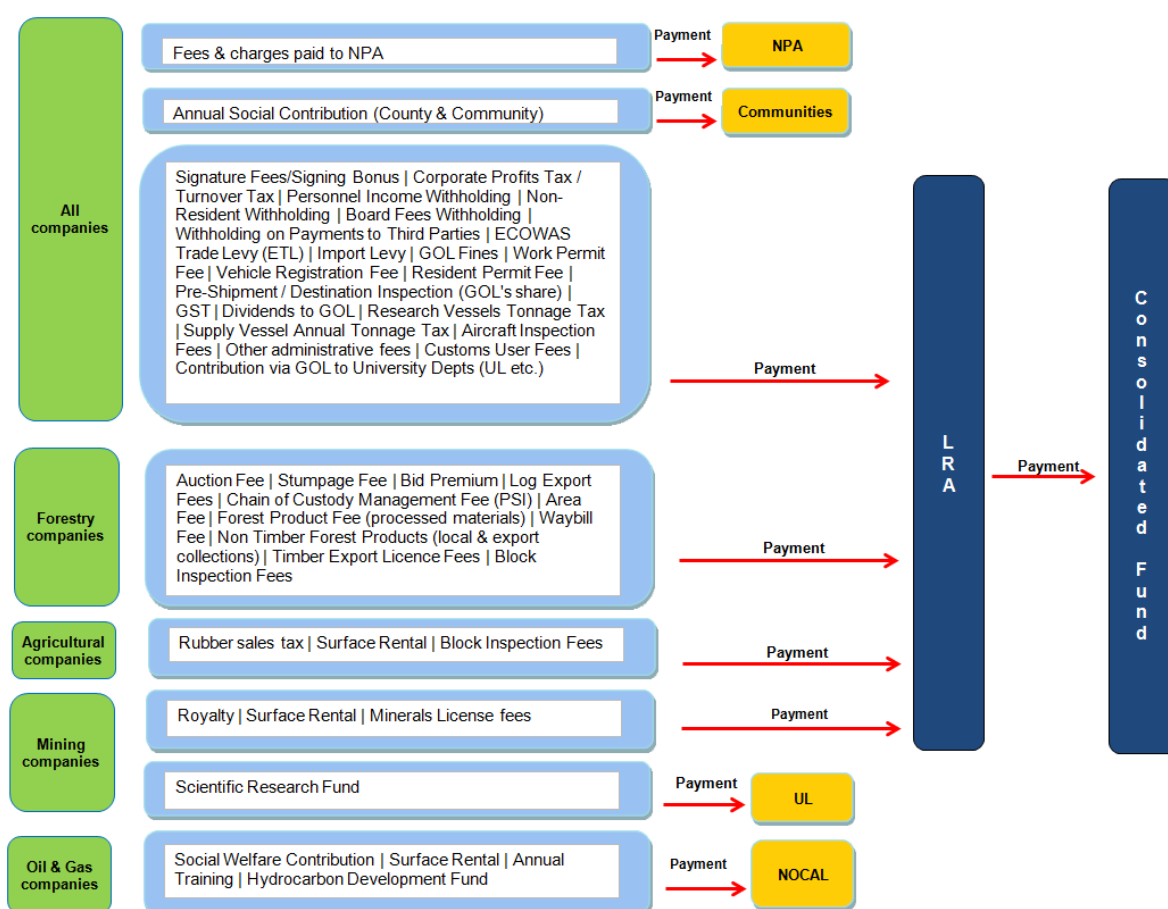 Fees & charges paid to NPA
Payment
NPA
Annual Social Contribution (County & Community)
Payment
Communities
All
companies
Signature Fees/Signing Bonus | Corporate Profits Tax /
Turnover Tax | Personnel Income Withholding | Non-
Resident Withholding | Board Fees Withholding |
Withholding on Payments to Third Parties | ECOWAS
Trade Levy (ETL) | Import Levy | GOL Fines | Work Permit
Fee | Vehicle Registration Fee | Resident Permit Fee |
Pre-Shipment / Destination Inspection (GOL's share) |
GST | Dividends to GOL | Research Vessels Tonnage Tax
| Supply Vessel Annual Tonnage Tax | Aircraft Inspection
Fees | Other administrative fees | Customs User Fees |
Contribution via GOL to University Depts (UL etc.)
Payment
LRA
Payment
Consolidated Fund
Forestry
companies
Auction Fee | Stumpage Fee | Bid Premium | Log Export
Fees | Chain of Custody Management Fee (PSI) | Area
Fee | Forest Product Fee (processed materials) | Waybill
Fee | Non Timber Forest Products (local & export
collections) | Timber Export Licence Fees | Block
Inspection Fees
Payment
Agricultural
companies
Rubber sales tax | Surface Rental | Block Inspection Fees
Payment
Mining
companies
Royalty | Surface Rental | Minerals License fees
Payment
Scientific Research Fund
Payment
UL
Oil & Gas
companies
Social Welfare Contribution | Surface Rental | Annual
Training | Hydrocarbon Development Fund
Payment
NOCAL